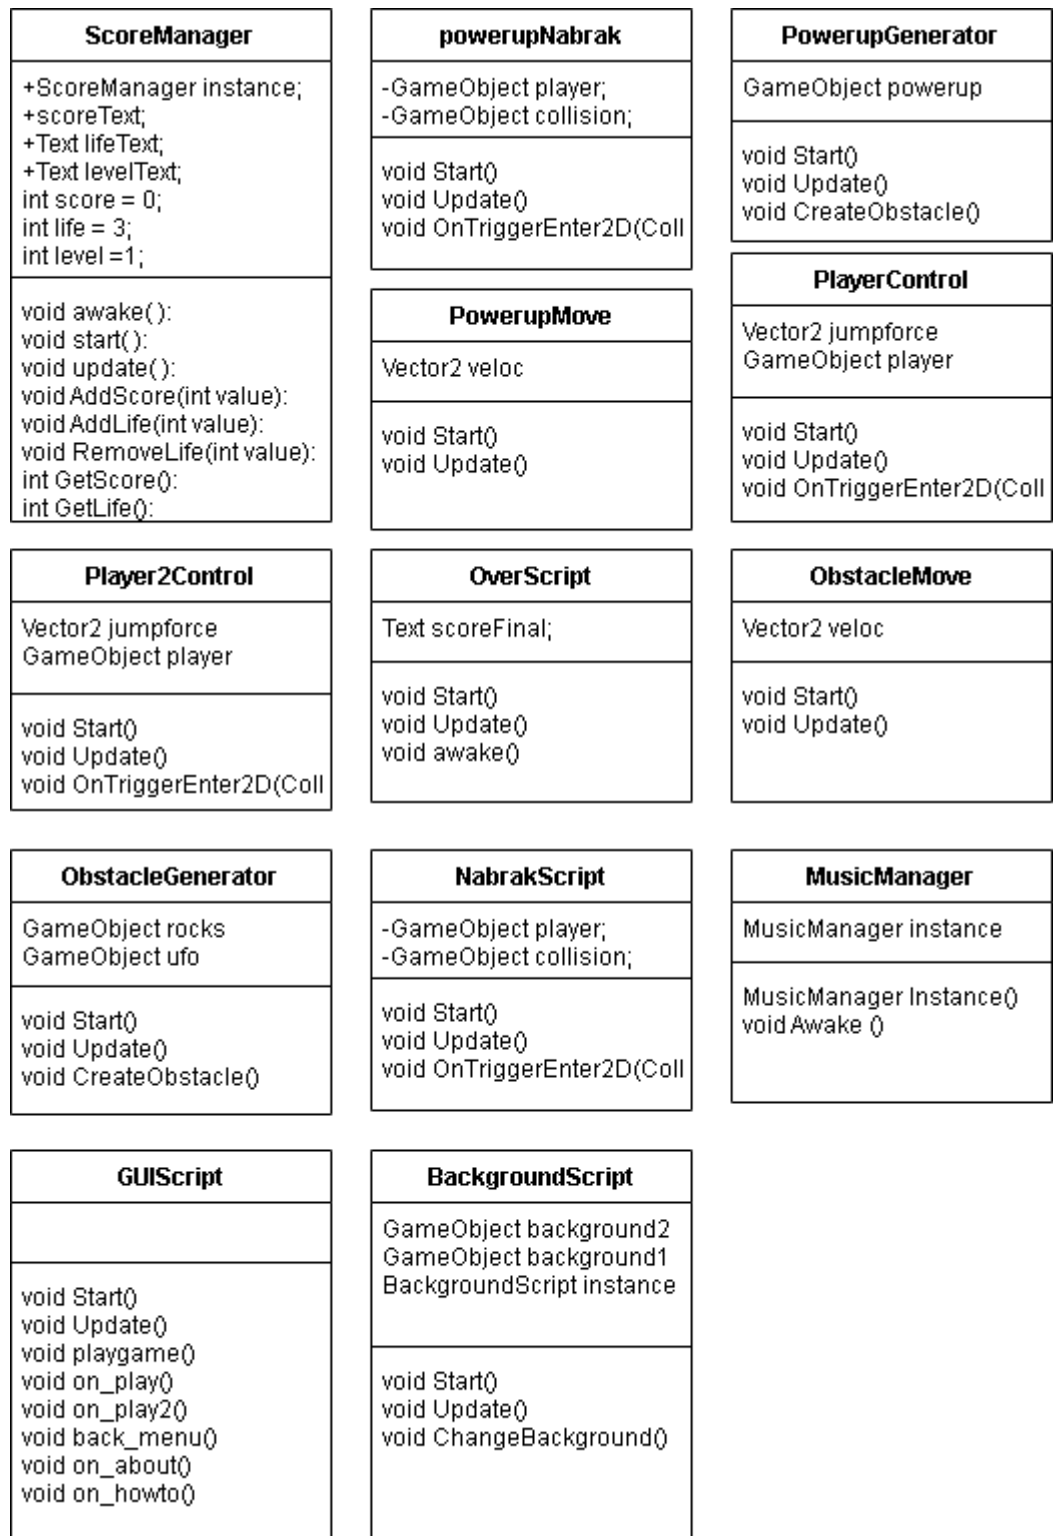 ScoreManager
+ScoreManager instance;
+scoreText;
+Text lifeText;
+Text levelText;
int score = 0;
int life = 3;
int level =1;
void awake( ):
void start( ):
void update( ):
void AddScore(int value):
void AddLife(int value):
void RemoveLife(int value):
int GetScore():
int GetLife():
powerupNabrak
-GameObject player;
-GameObject collision;
void Start()
void Update()
void OnTriggerEnter2D(Coll
PowerupGenerator
GameObject powerup
void Start()
void Update()
void CreateObstacle()
PowerupMove
Vector2 veloc
void Start()
void Update()
PlayerControl
Vector2 jumpforce
GameObject player
void Start()
void Update()
void OnTriggerEnter2D(Coll
Player2Control
Vector2 jumpforce
GameObject player
void Start()
void Update()
void OnTriggerEnter2D(Coll
OverScript
Text scoreFinal;
void Start()
void Update()
void awake()
ObstacleMove
Vector2 veloc
void Start()
void Update()
ObstacleGenerator
GameObject rocks
GameObject ufo
void Start()
void Update()
void CreateObstacle()
NabrakScript
-GameObject player;
-GameObject collision;
void Start()
void Update()
void OnTriggerEnter2D(Coll
MusicManager
MusicManager instance
MusicManager Instance()
void Awake ()
GUIScript
void Start()
void Update()
void playgame()
void on_play()
void on_play2()
void back_menu()
void on_about()
void on_howto()
BackgroundScript
GameObject background2
GameObject background1
BackgroundScript instance
void Start()
void Update()
void ChangeBackground()